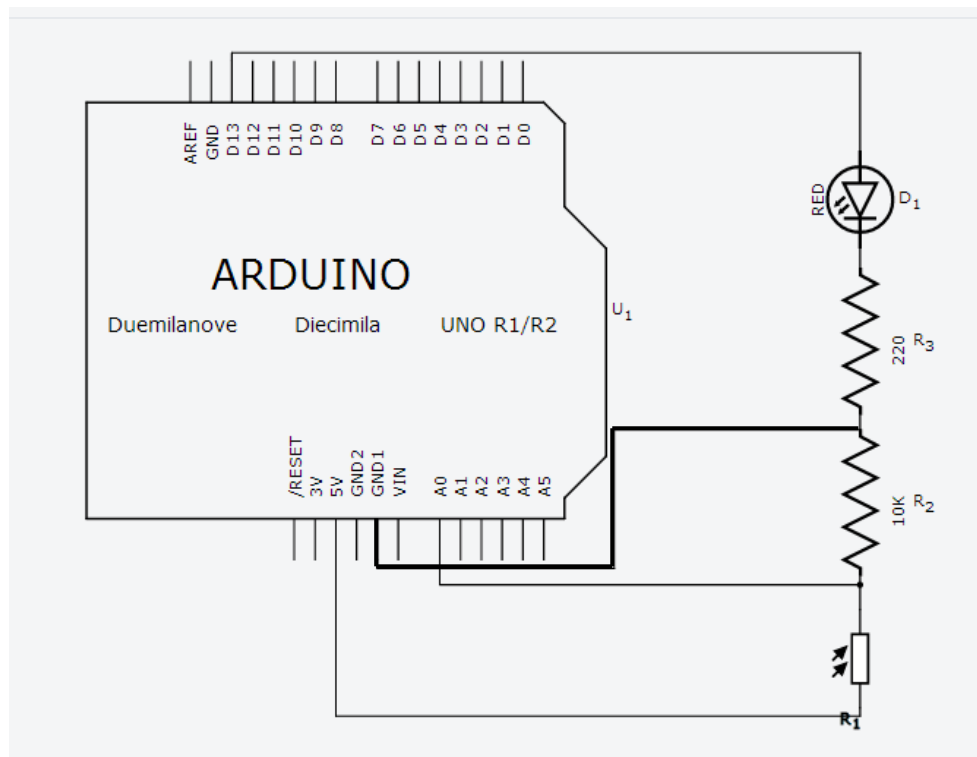 AREF
GND
D13
D12
D11
D10
D9
D8
D7
D6
D5
D4
D3
D2
D1
D0
RED
D1
ARDUINO
Duemilanove Diecimila UNO R1/R2
U1
220
R3
/RESET
3V
5V
GND2
GND1
VIN
A0
A1
A2
A3
A4
A5
10K
R2
R1